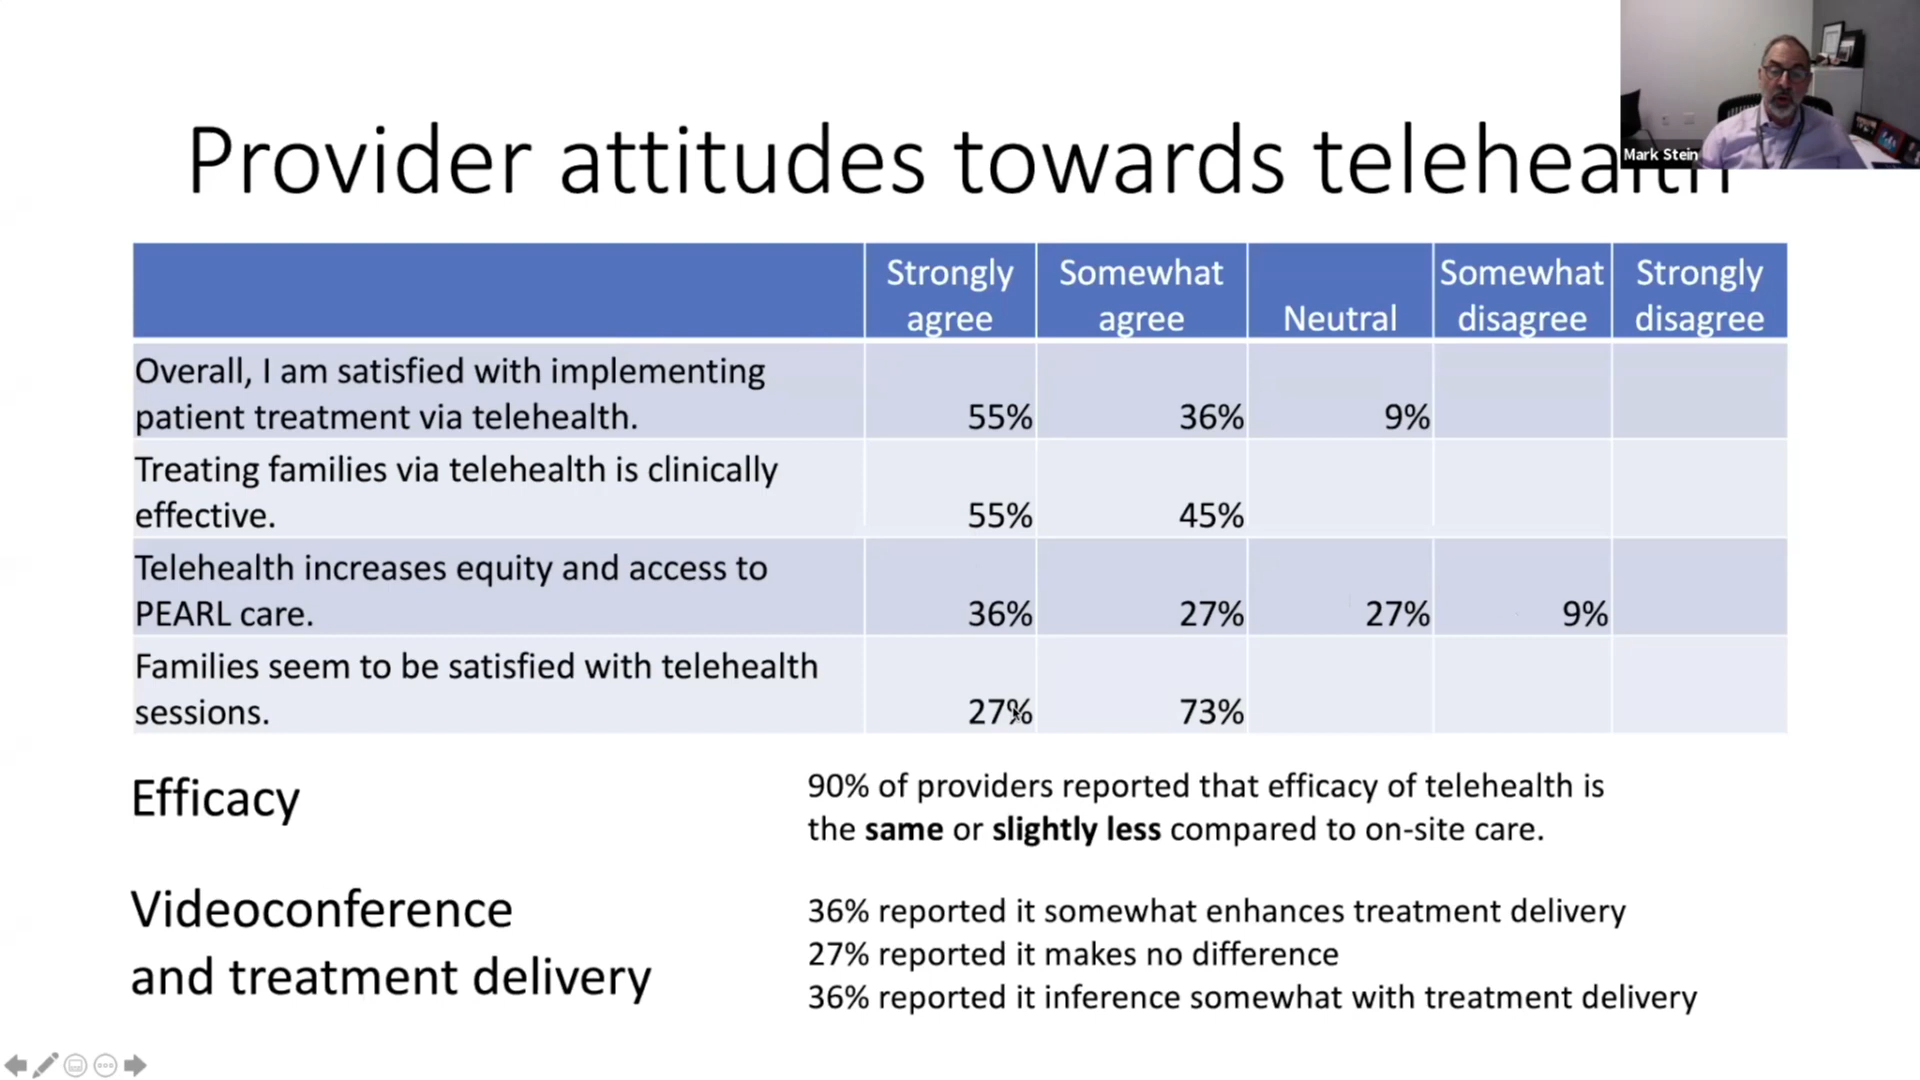 Provider attitudes towards telehealth
Mark Stein
Strongly agree
Somewhat agree
Neutral
Somewhat disagree
Strongly disagree
Overall, I am satisfied with implementing
patient treatment via telehealth.
55%
36%
9%
Treating families via telehealth is clinically
effective.
55%
45%
Telehealth increases equity and access to
PEARL care.
36%
27%
27%
9%
Families seem to be satisfied with telehealth
sessions.
27%
73%
Efficacy
90% of providers reported that efficacy of telehealth is
the same or slightly less compared to on-site care.
Videoconference
and treatment delivery
36% reported it somewhat enhances treatment delivery
27% reported it makes no difference
36% reported it inference somewhat with treatment delivery